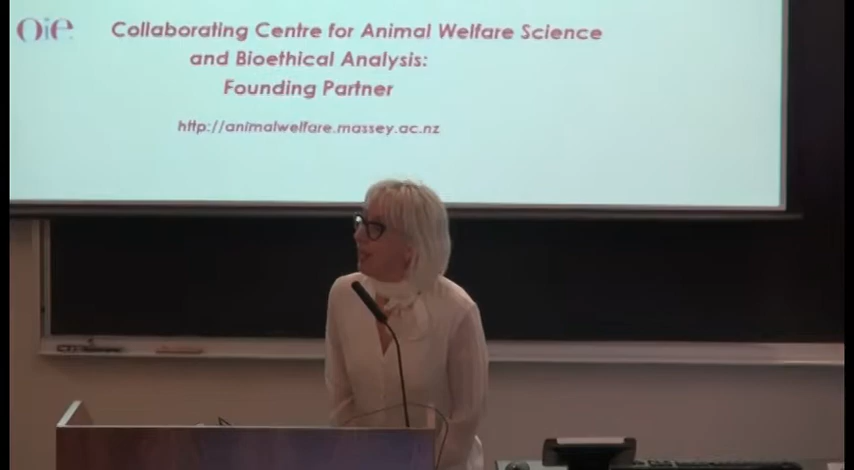 Oie
Collaborating Centre for Animal Welfare Science
and Bioethical Analysis:
Founding Partner
http://animalwelfare.massey.ac.nz